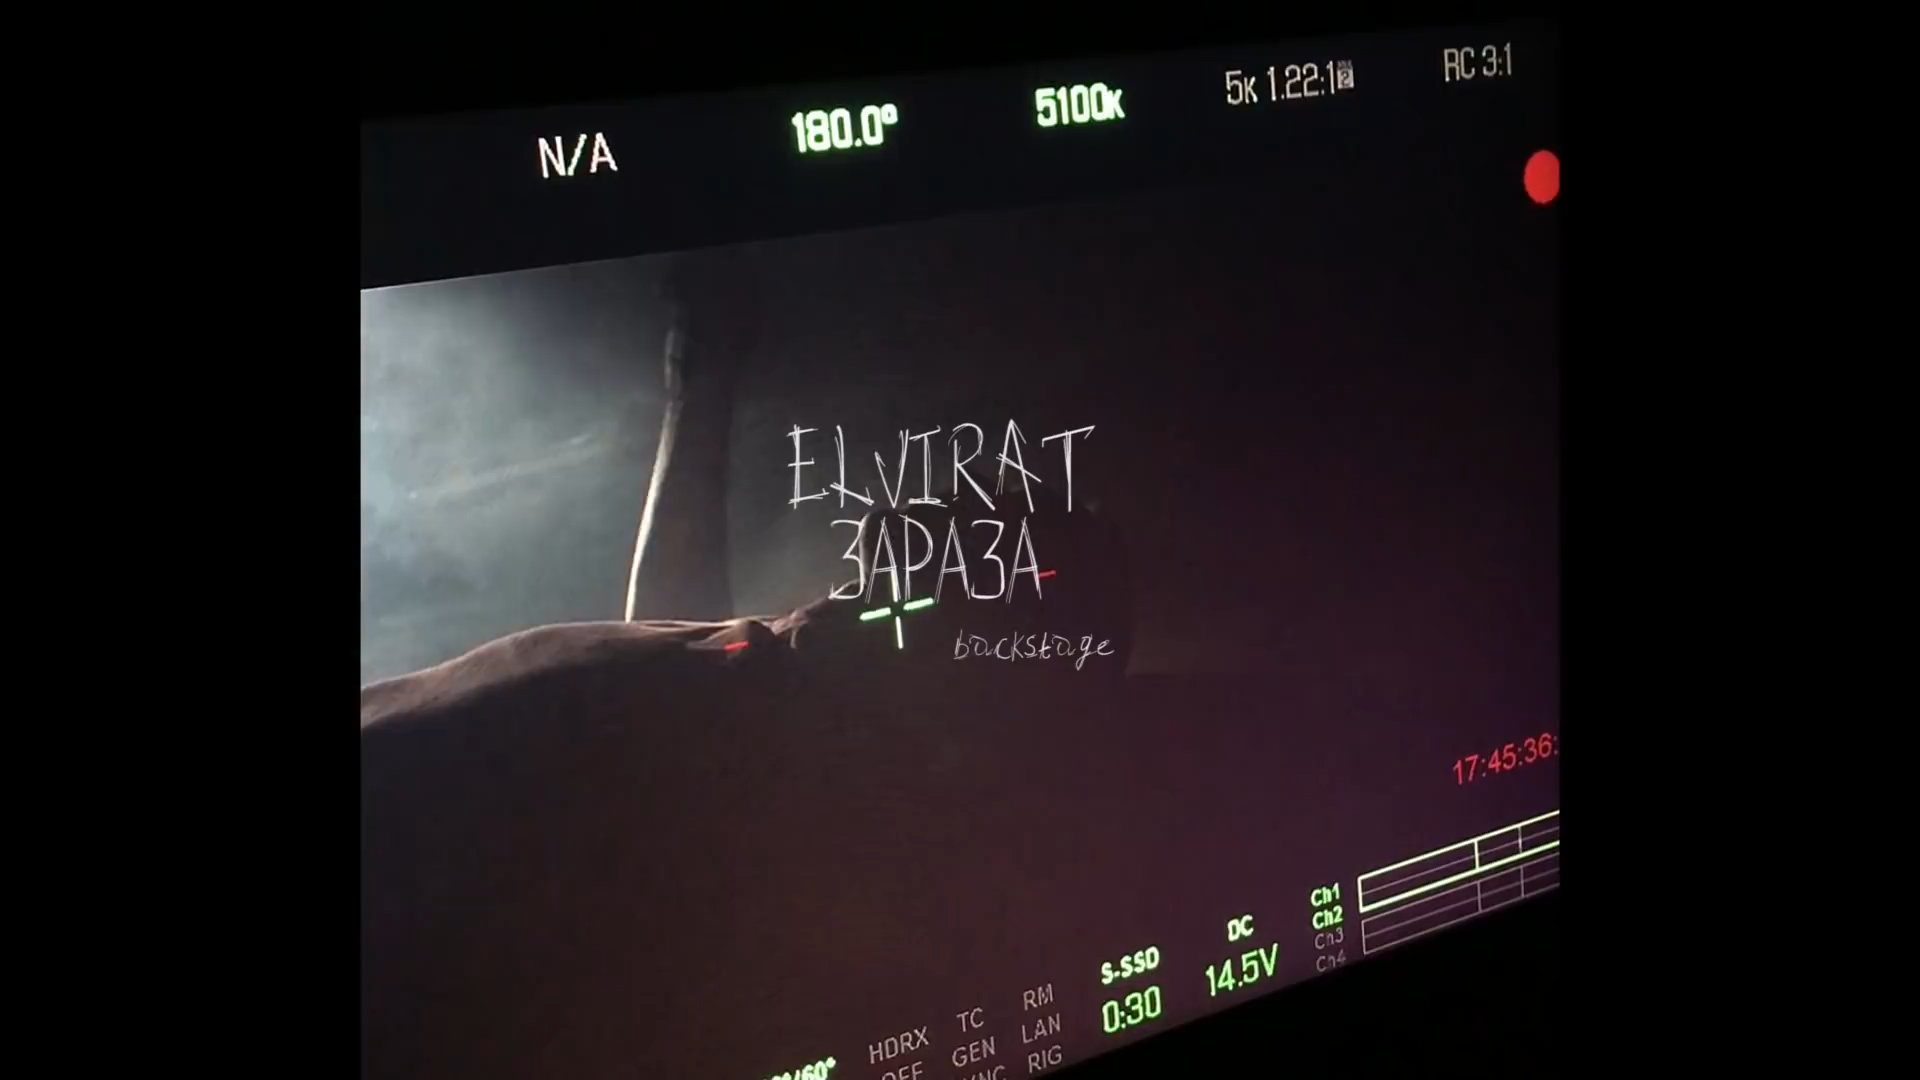 N/A 180.0° 5100K 5K 1.22:1 RC 3:1
ELVIRAT
ЗАРАЗА
backstage
17:45:36:
Ch1
Ch2
Ch3
Ch4
DC
14.5V
S-SSD
0:30
RM
LAN
RIG
TC
GEN
HDRX
OFF